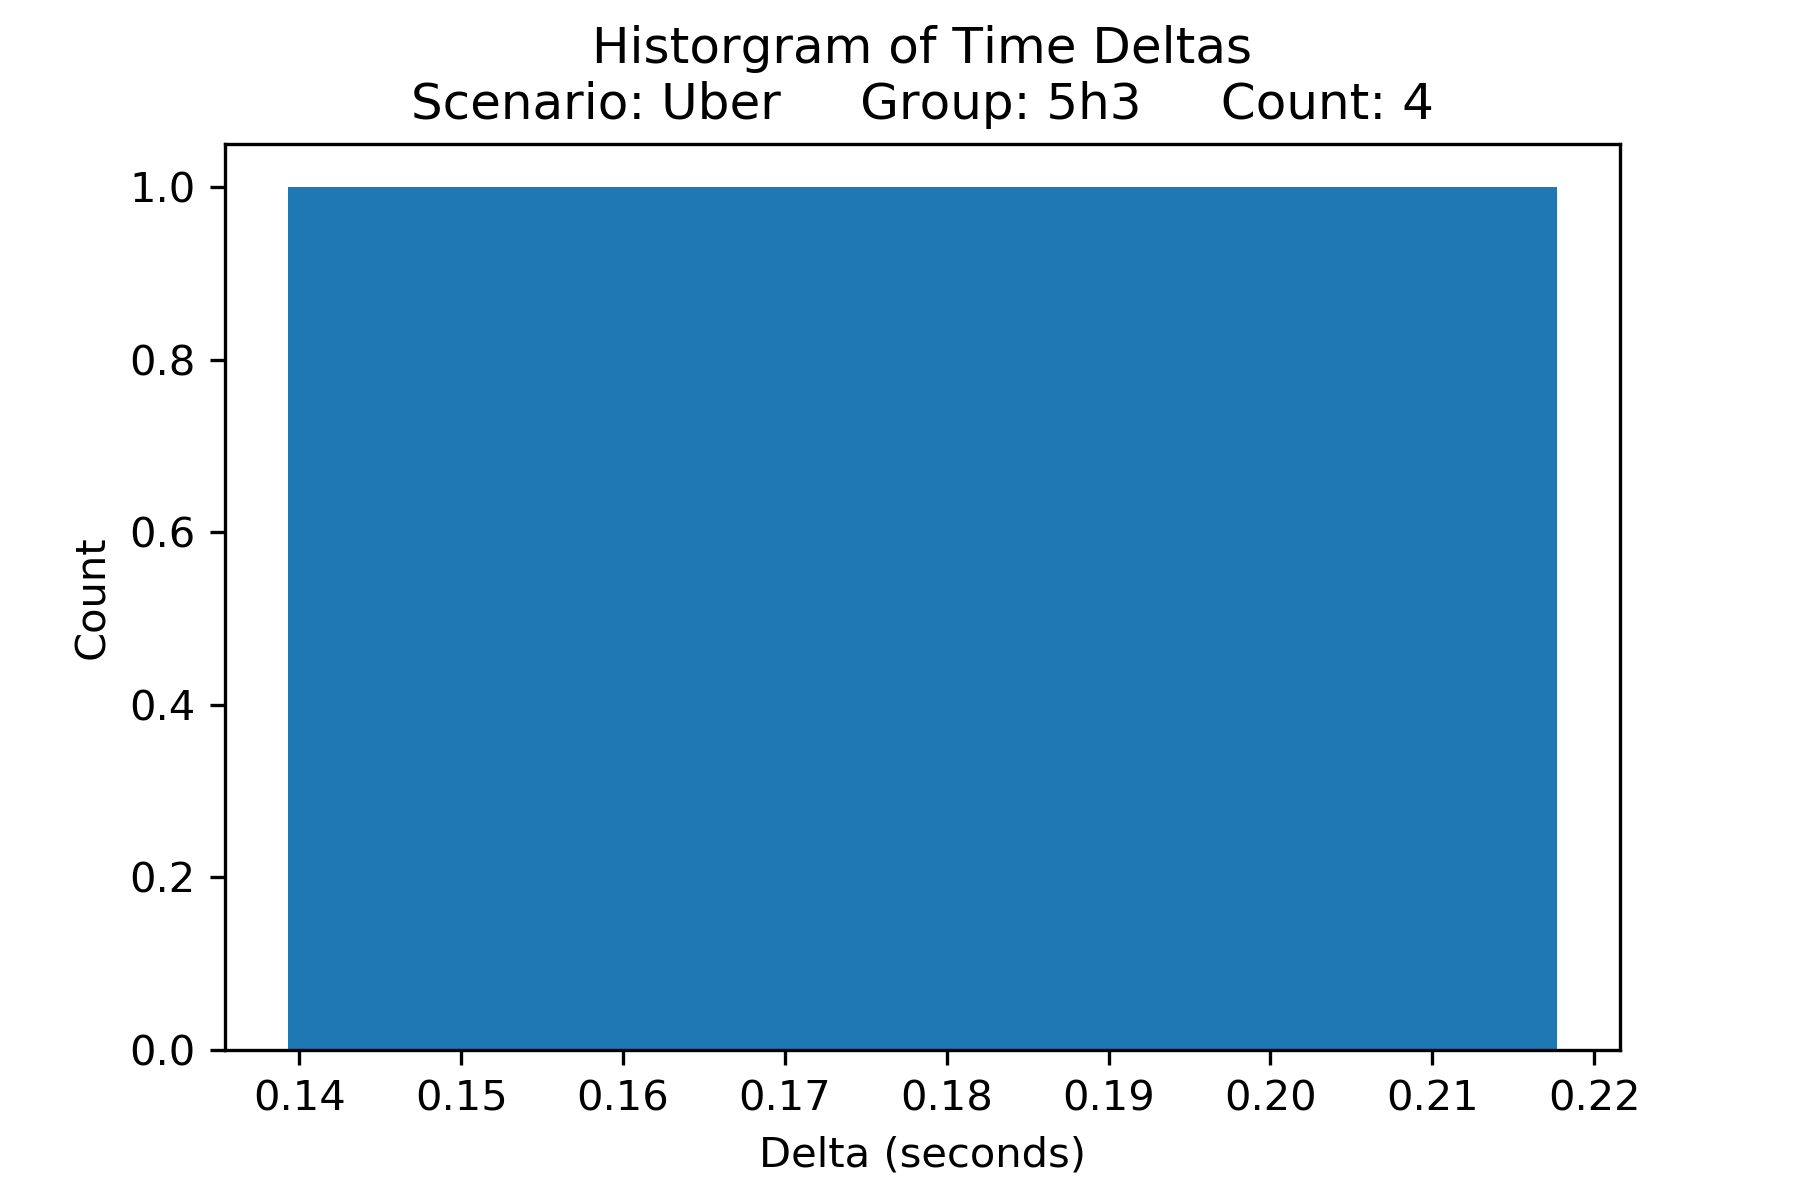 Historgram of Time Deltas
Scenario: Uber     Group: 5h3     Count: 4
1.0
0.8
0.6
0.4
0.2
0.0
Count
0.14 0.15 0.16 0.17 0.18 0.19 0.20 0.21 0.22
Delta (seconds)